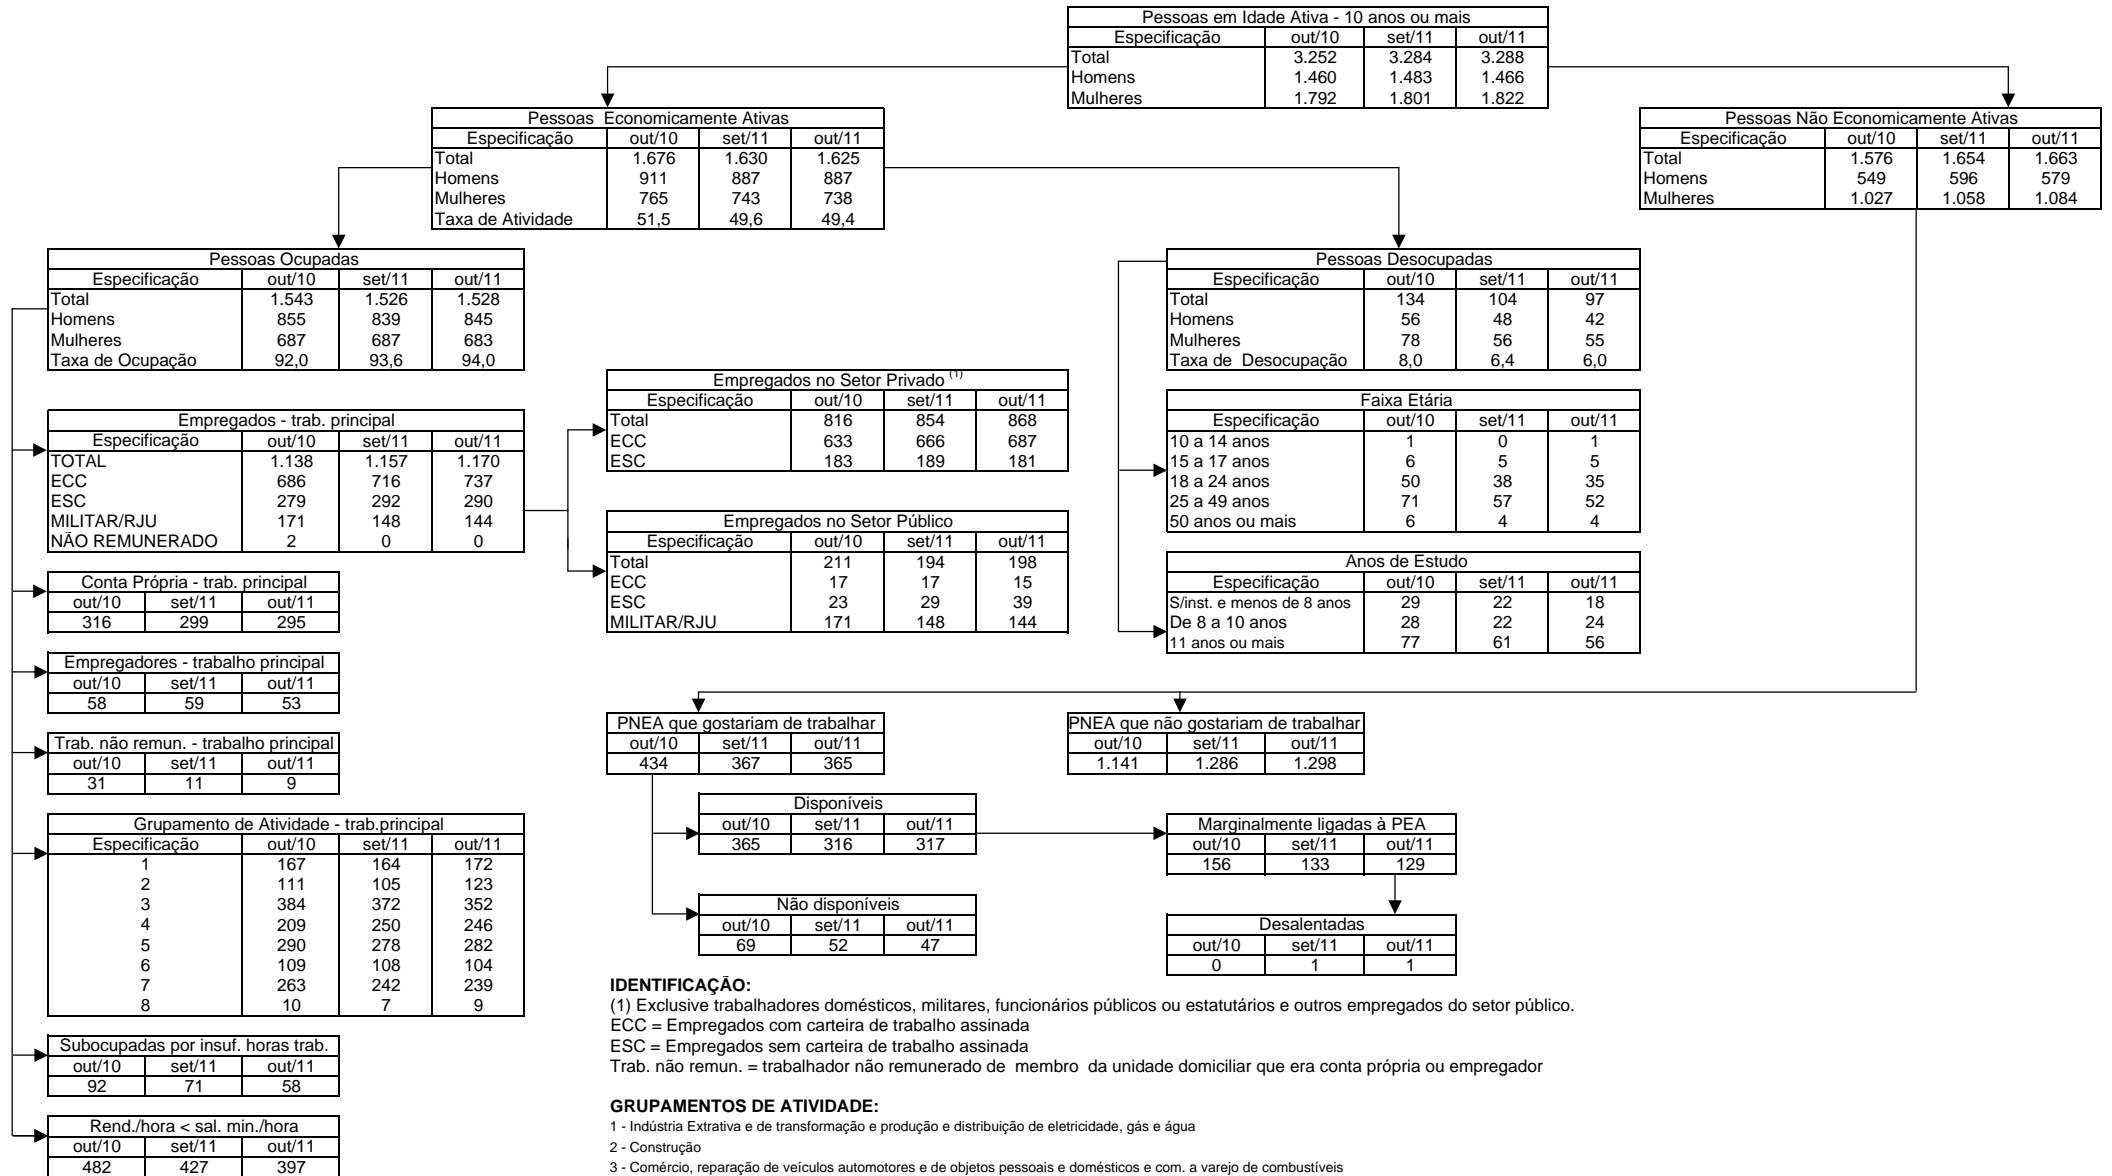 Pessoas em Idade Ativa - 10 anos ou mais
Especificação out/10 set/11 out/11
Total 3.252 3.284 3.288
Homens 1.460 1.483 1.466
Mulheres 1.792 1.801 1.822
Pessoas Economicamente Ativas
Especificação out/10 set/11 out/11
Total 1.676 1.630 1.625
Homens 911 887 887
Mulheres 765 743 738
Taxa de Atividade 51,5 49,6 49,4
Pessoas Não Economicamente Ativas
Especificação out/10 set/11 out/11
Total 1.576 1.654 1.663
Homens 549 596 579
Mulheres 1.027 1.058 1.084
Pessoas Ocupadas
Especificação out/10 set/11 out/11
Total 1.543 1.526 1.528
Homens 855 839 845
Mulheres 687 687 683
Taxa de Ocupação 92,0 93,6 94,0
Pessoas Desocupadas
Especificação out/10 set/11 out/11
Total 134 104 97
Homens 56 48 42
Mulheres 78 56 55
Taxa de Desocupação 8,0 6,4 6,0
Empregados - trab. principal
Especificação out/10 set/11 out/11
TOTAL 1.138 1.157 1.170
ECC 686 716 737
ESC 279 292 290
MILITAR/RJU 171 148 144
NÃO REMUNERADO 2 0 0
Empregados no Setor Privado (1)
Especificação out/10 set/11 out/11
Total 816 854 868
ECC 633 666 687
ESC 183 189 181
Empregados no Setor Público
Especificação out/10 set/11 out/11
Total 211 194 198
ECC 17 17 15
ESC 23 29 39
MILITAR/RJU 171 148 144
Faixa Etária
Especificação out/10 set/11 out/11
10 a 14 anos 1 0 1
15 a 17 anos 6 5 5
18 a 24 anos 50 38 35
25 a 49 anos 71 57 52
50 anos ou mais 6 4 4
Anos de Estudo
Especificação out/10 set/11 out/11
S/inst. e menos de 8 anos 29 22 18
De 8 a 10 anos 28 22 24
11 anos ou mais 77 61 56
Conta Própria - trab. principal
out/10 set/11 out/11
316 299 295
Empregadores - trabalho principal
out/10 set/11 out/11
58 59 53
Trab. não remun. - trabalho principal
out/10 set/11 out/11
31 11 9
Grupamento de Atividade - trab.principal
Especificação out/10 set/11 out/11
1 167 164 172
2 111 105 123
3 384 372 352
4 209 250 246
5 290 278 282
6 109 108 104
7 263 242 239
8 10 7 9
Subocupadas por insuf. horas trab.
out/10 set/11 out/11
92 71 58
Rend./hora < sal. min./hora
out/10 set/11 out/11
482 427 397
PNEA que gostariam de trabalhar
out/10 set/11 out/11
434 367 365
PNEA que não gostariam de trabalhar
out/10 set/11 out/11
1.141 1.286 1.298
Disponíveis
out/10 set/11 out/11
365 316 317
Marginalmente ligadas à PEA
out/10 set/11 out/11
156 133 129
Não disponíveis
out/10 set/11 out/11
69 52 47
Desalentadas
out/10 set/11 out/11
0 1 1
IDENTIFICAÇÃO:
(1) Exclusive trabalhadores domésticos, militares, funcionários públicos ou estatutários e outros empregados do setor público.
ECC = Empregados com carteira de trabalho assinada
ESC = Empregados sem carteira de trabalho assinada
Trab. não remun. = trabalhador não remunerado de membro da unidade domiciliar que era conta própria ou empregador
GRUPAMENTOS DE ATIVIDADE:
1 - Indústria Extrativa e de transformação e produção e distribuição de eletricidade, gás e água
2 - Construção
3 - Comércio, reparação de veículos automotores e de objetos pessoais e domésticos e com. a varejo de combustíveis